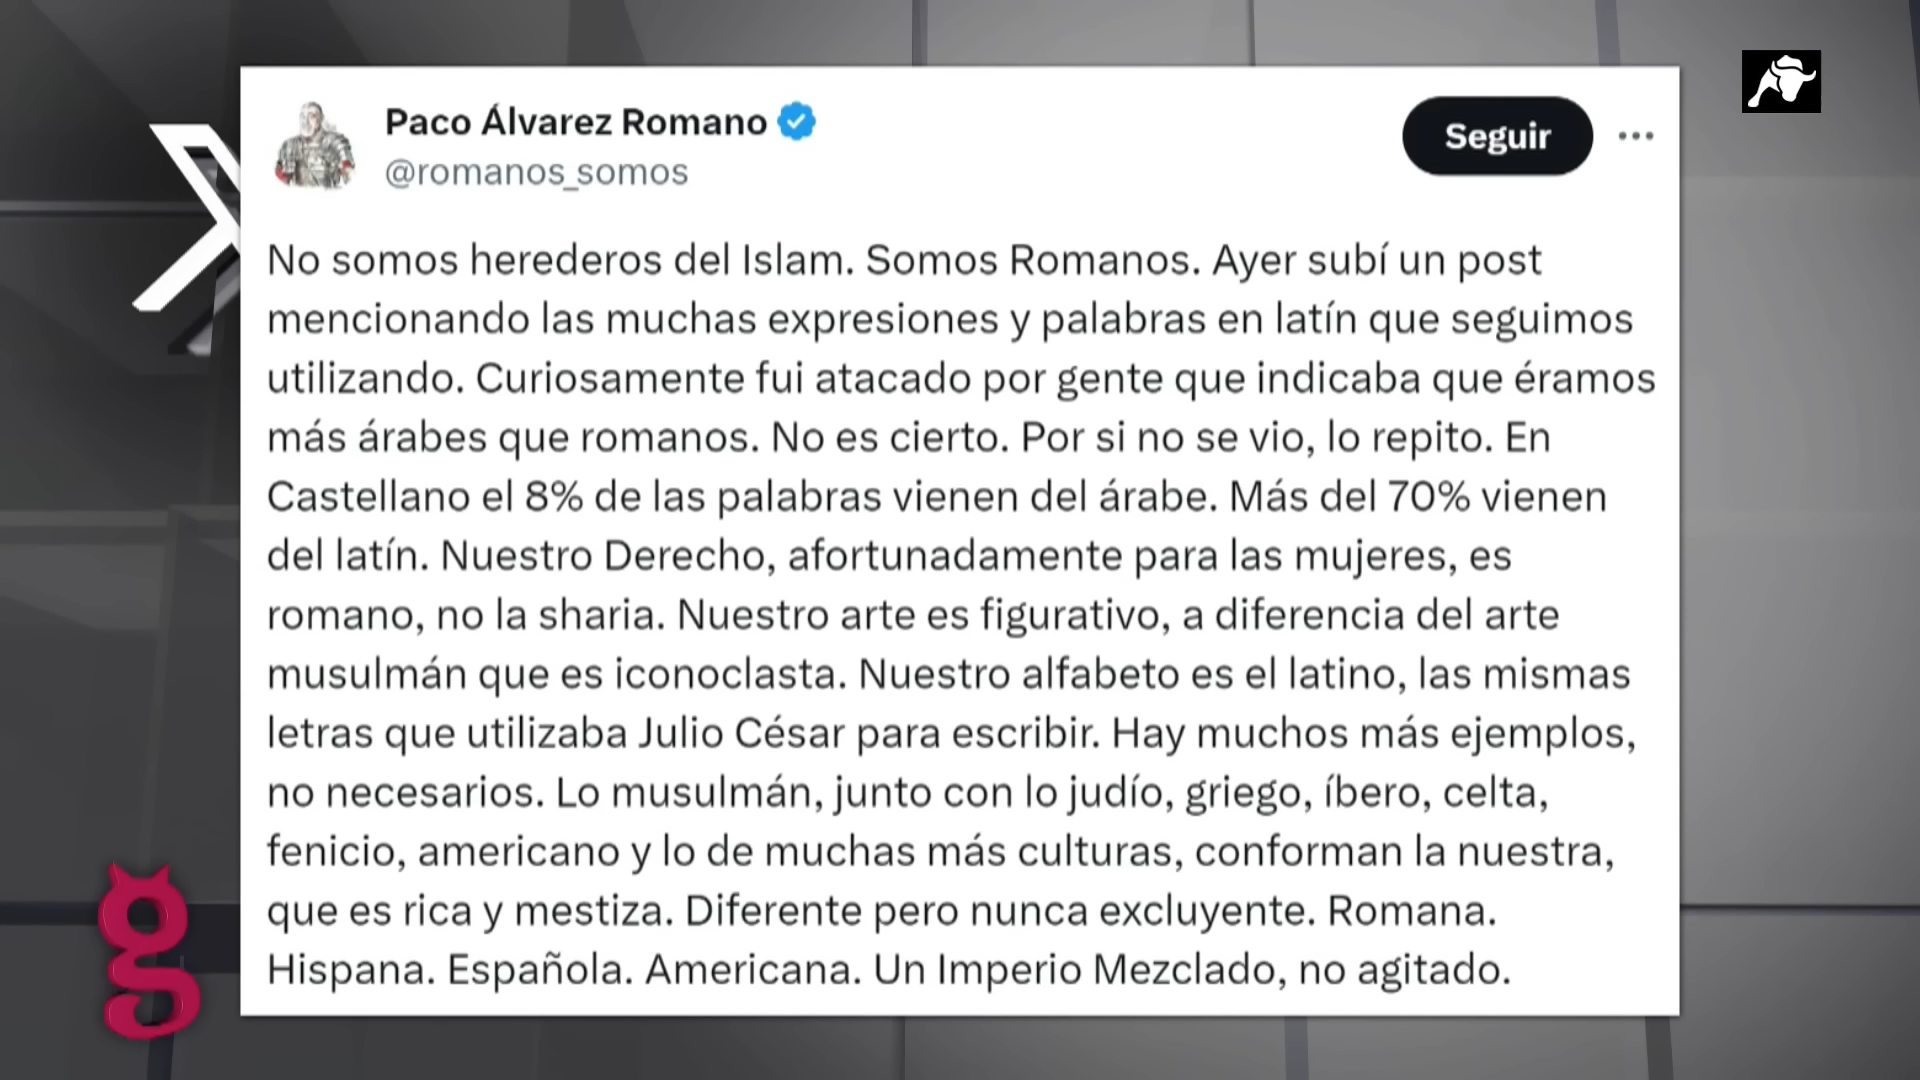 Paco Álvarez Romano
@romanos_somos
Seguir
No somos herederos del Islam. Somos Romanos. Ayer subí un post
mencionando las muchas expresiones y palabras en latín que seguimos
utilizando. Curiosamente fui atacado por gente que indicaba que éramos
más árabes que romanos. No es cierto. Por si no se vio, lo repito. En
Castellano el 8% de las palabras vienen del árabe. Más del 70% vienen
del latín. Nuestro Derecho, afortunadamente para las mujeres, es
romano, no la sharia. Nuestro arte es figurativo, a diferencia del arte
musulmán que es iconoclasta. Nuestro alfabeto es el latino, las mismas
letras que utilizaba Julio César para escribir. Hay muchos más ejemplos,
no necesarios. Lo musulmán, junto con lo judío, griego, íbero, celta,
fenicio, americano y lo de muchas más culturas, conforman la nuestra,
que es rica y mestiza. Diferente pero nunca excluyente. Romana.
Hispana. Española. Americana. Un Imperio Mezclado, no agitado.
g